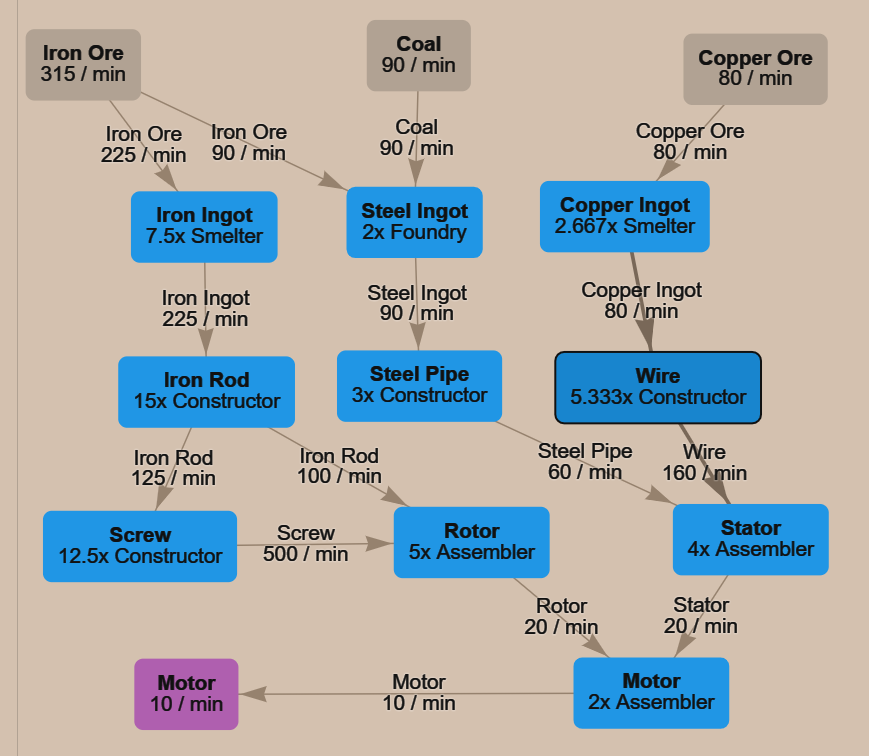 Iron Ore
315 / min
Coal
90 / min
Copper Ore
80 / min
Iron Ore
225 / min
Iron Ore
90 / min
Coal
90 / min
Copper Ore
80 / min
Iron Ingot
7.5x Smelter
Steel Ingot
2x Foundry
Copper Ingot
2.667x Smelter
Iron Ingot
225 / min
Steel Ingot
90 / min
Copper Ingot
80 / min
Iron Rod
15x Constructor
Steel Pipe
3x Constructor
Wire
5.333x Constructor
Iron Rod
125 / min
Iron Rod
100 / min
Steel Pipe
60 / min
Wire
160 / min
Screw
12.5x Constructor
Screw
500 / min
Rotor
5x Assembler
Stator
4x Assembler
Rotor
20 / min
Stator
20 / min
Motor
10 / min
Motor
10 / min
Motor
2x Assembler